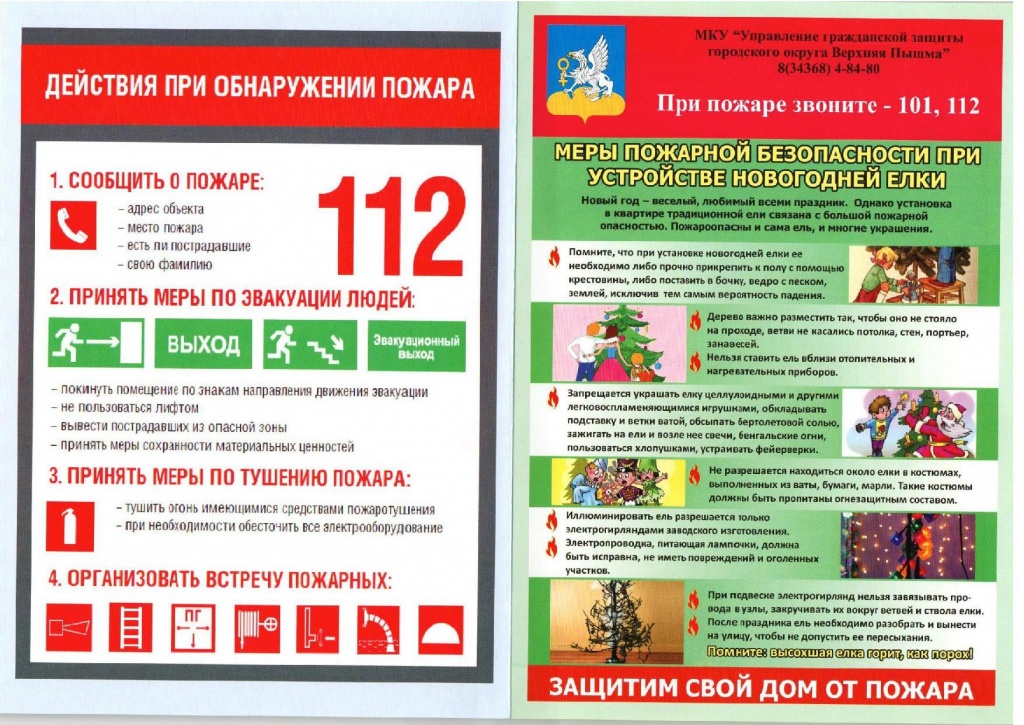 ДЕЙСТВИЯ ПРИ ОБНАРУЖЕНИИ ПОЖАРА
1. СООБЩИТЬ О ПОЖАРЕ:
– адрес объекта
– место пожара
– есть ли пострадавшие
– свою фамилию
112
2. ПРИНЯТЬ МЕРЫ ПО ЭВАКУАЦИИ ЛЮДЕЙ:
ВЫХОД
Эвакуационный
выход
– покинуть помещение по знакам направления движения эвакуации
– не пользоваться лифтом
– вывести пострадавших из опасной зоны
– принять меры сохранности материальных ценностей
3. ПРИНЯТЬ МЕРЫ ПО ТУШЕНИЮ ПОЖАРА:
– тушить огонь имеющимися средствами пожаротушения
– при необходимости обесточить все электрооборудование
4. ОРГАНИЗОВАТЬ ВСТРЕЧУ ПОЖАРНЫХ:
ПГ
МКУ “Управление гражданской защиты
городского округа Верхняя Пышма”
8(34368) 4-84-80
При пожаре звоните - 101, 112
МЕРЫ ПОЖАРНОЙ БЕЗОПАСНОСТИ ПРИ
УСТРОЙСТВЕ НОВОГОДНЕЙ ЕЛКИ
Новый год – веселый, любимый всеми праздник. Однако установка
в квартире традиционной ели связана с большой пожарной
опасностью. Пожароопасны и сама ель, и многие украшения.
Помните, что при установке новогодней елки ее
необходимо либо прочно прикрепить к полу с помощью
крестовины, либо поставить в бочку, ведро с песком,
землей, исключив тем самым вероятность падения.
Дерево важно разместить так, чтобы оно не стояло
на проходе, ветви не касались потолка, стен, портьер,
занавесей.
Нельзя ставить ель вблизи отопительных и
нагревательных приборов.
Запрещается украшать елку целлулоидными и другими
легковоспламеняющимися игрушками, обкладывать
подставку и ветки ватой, обсыпать бертолетовой солью,
зажигать на ели и возле нее свечи, бенгальские огни,
пользоваться хлопушками, устраивать фейерверки.
Не разрешается находиться около елки в костюмах,
выполненных из ваты, бумаги, марли. Такие костюмы
должны быть пропитаны огнезащитным составом.
Иллюминировать ель разрешается только
электрогирляндами заводского изготовления.
Электропроводка, питающая лампочки, должна
быть исправна, не иметь повреждений и оголенных
участков.
При подвеске электрогирлянд нельзя завязывать про-
вода в узлы, закручивать их вокруг ветвей и ствола елки.
После праздника ель необходимо разобрать и вынести
на улицу, чтобы не допустить ее пересыхания.
Помните: высохшая елка горит, как порох!
ЗАЩИТИМ СВОЙ ДОМ ОТ ПОЖАРА